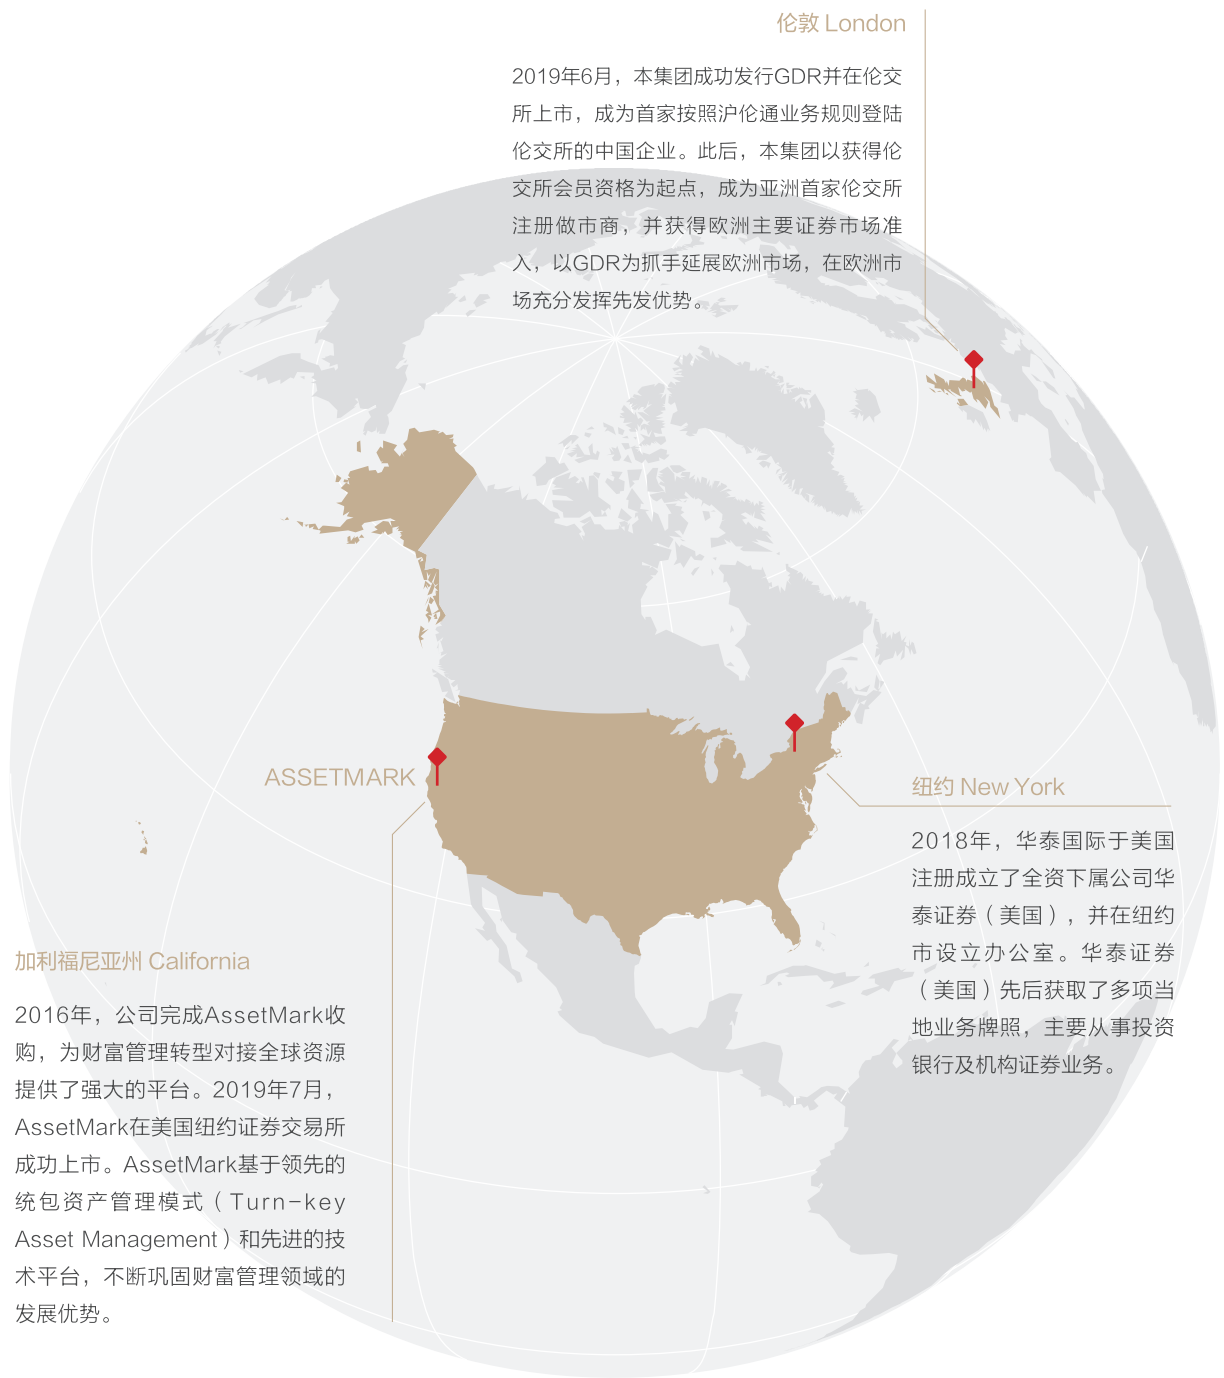 伦敦 London
2019年6月，本集团成功发行GDR并在伦交
所上市，成为首家按照沪伦通业务规则登陆
伦交所的中国企业。此后，本集团以获得伦
交所会员资格为起点，成为亚洲首家伦交所
注册做市商，并获得欧洲主要证券市场准
入，以GDR为抓手延展欧洲市场，在欧洲市
场充分发挥先发优势。
ASSETMARK
纽约 New York
2018年，华泰国际于美国
注册成立了全资下属公司华
泰证券（美国），并在纽约
市设立办公室。华泰证券
（美国）先后获取了多项当
地业务牌照，主要从事投资
银行及机构证券业务。
加利福尼亚州 California
2016年，公司完成AssetMark收
购，为财富管理转型对接全球资源
提供了强大的平台。2019年7月，
AssetMark在美国纽约证券交易所
成功上市。AssetMark基于领先的
统包资产管理模式（Turn-key
Asset Management）和先进的技
术平台，不断巩固财富管理领域的
发展优势。